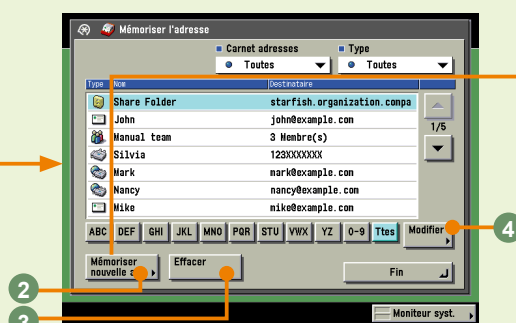 Mémoriser l'adresse
Carnet adresses
Type
Toutes
Toutes
Type
Nom
Destinataire
Share Folder
starfish.organization.compa
John
john@example.com
Manual team
3 Membre(s)
Silvia
123XXXXXXX
Mark
mark@example.com
Nancy
nancy@example.com
Mike
mike@example.com
1/5
ABC DEF GHI JKL MNO PQR STU VWX YZ 0-9 Ttes
Modifier
4
Mémoriser
nouvelle a
Effacer
Fin
2
3
Moniteur syst.